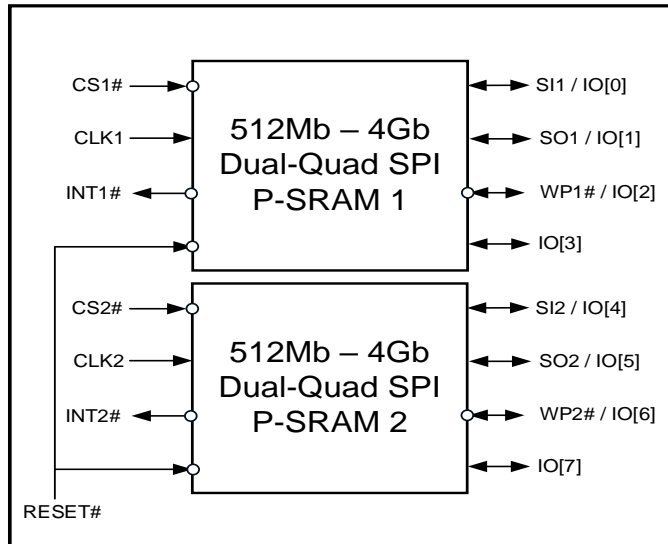 CS1#
CLK1
INT1#
512Mb – 4Gb
Dual-Quad SPI
P-SRAM 1
SI1 / IO[0]
SO1 / IO[1]
WP1# / IO[2]
IO[3]
CS2#
CLK2
INT2#
512Mb – 4Gb
Dual-Quad SPI
P-SRAM 2
SI2 / IO[4]
SO2 / IO[5]
WP2# / IO[6]
IO[7]
RESET#